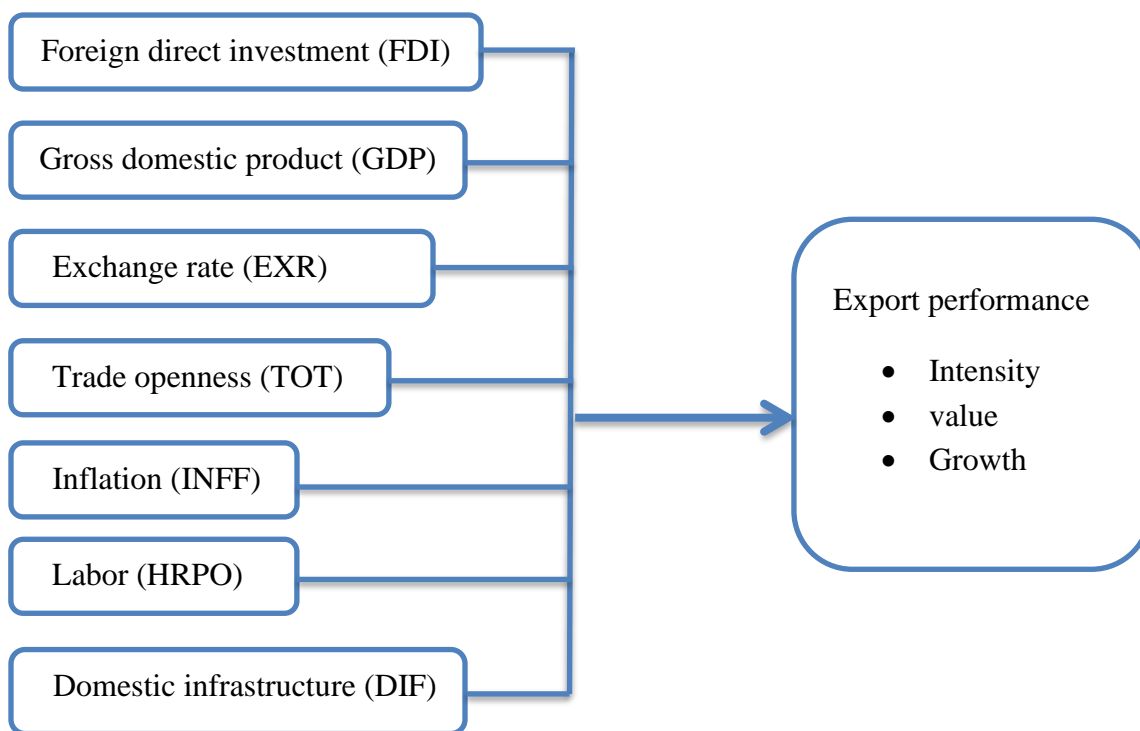 Foreign direct investment (FDI)
Gross domestic product (GDP)
Exchange rate (EXR)
Trade openness (TOT)
Inflation (INFF)
Labor (HRPO)
Domestic infrastructure (DIF)
Export performance
• Intensity
• value
• Growth